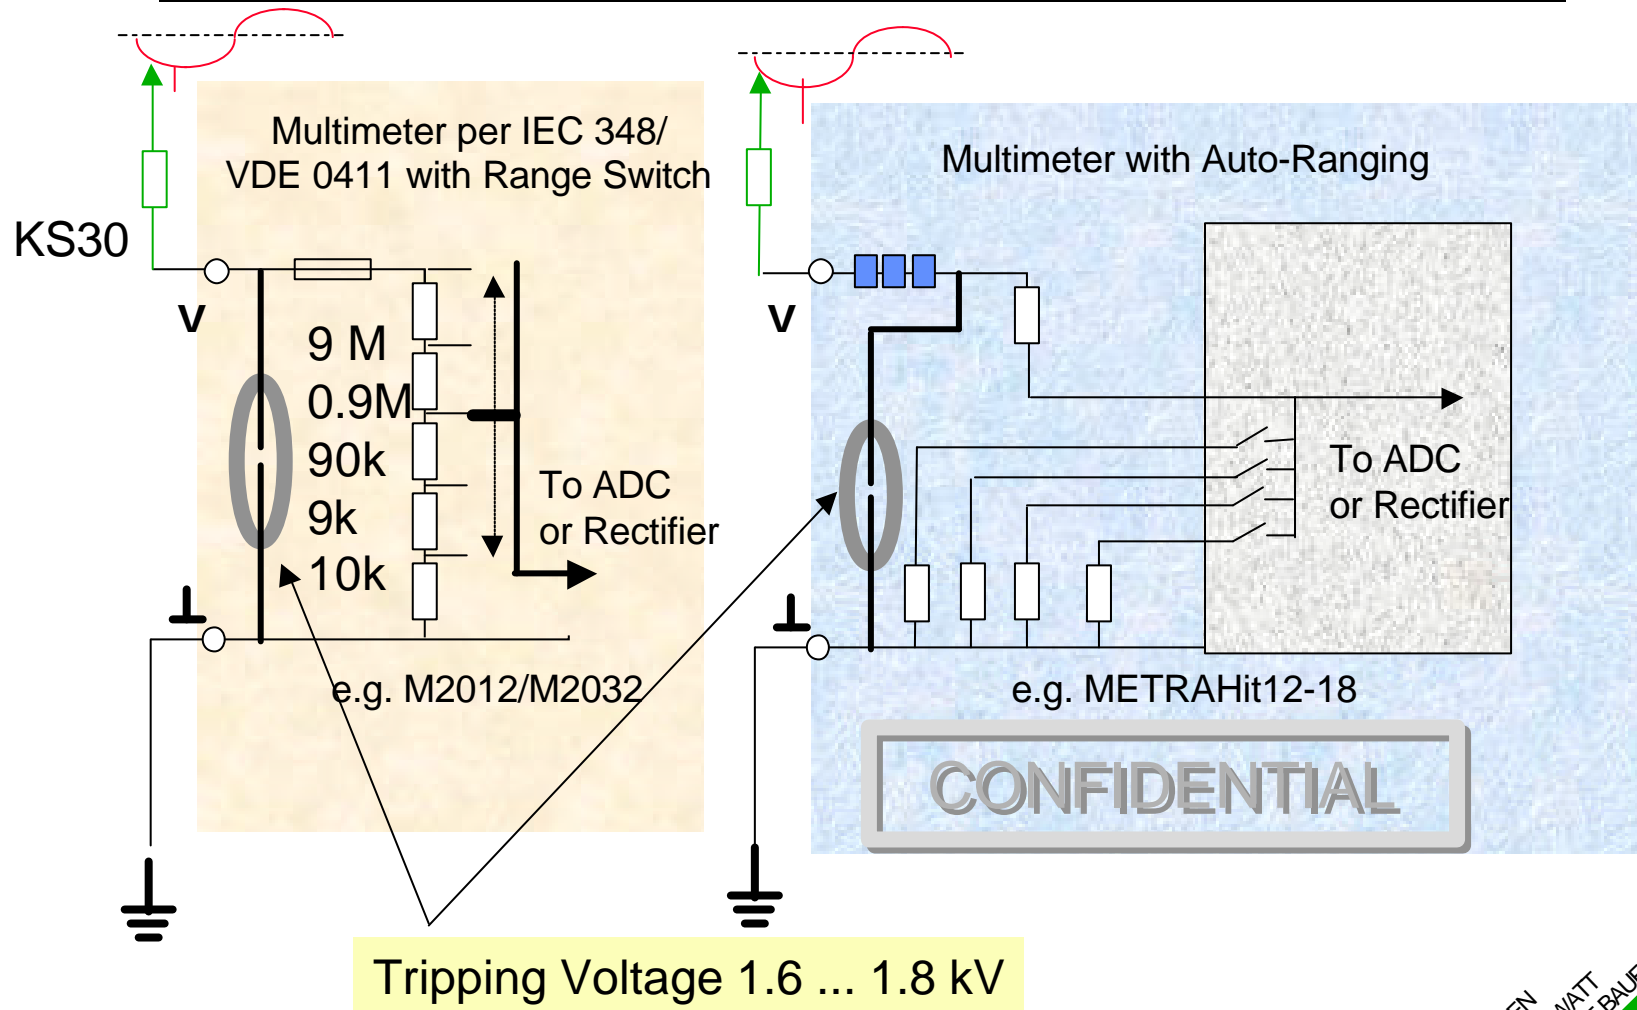 Multimeter per IEC 348/
VDE 0411 with Range Switch
KS30
V
9 M
0.9M
90k
9k
10k
To ADC
or Rectifier
e.g. M2012/M2032
Multimeter with Auto-Ranging
V
To ADC
or Rectifier
e.g. METRAHit12-18
CONFIDENTIAL
Tripping Voltage 1.6 ... 1.8 kV